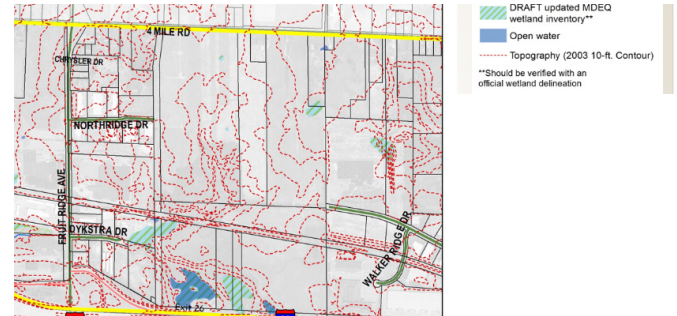 4 MILE RD
CHRYSLER DR
NORTHRIDGE DR
FRUIT RIDGE AVE
DYKSTRA DR
WALKER RIDGE DR
Exit 26
DRAFT updated MDEQ
wetland inventory**
Open water
Topography (2003 10-ft. Contour)
**Should be verified with an
official wetland delineation